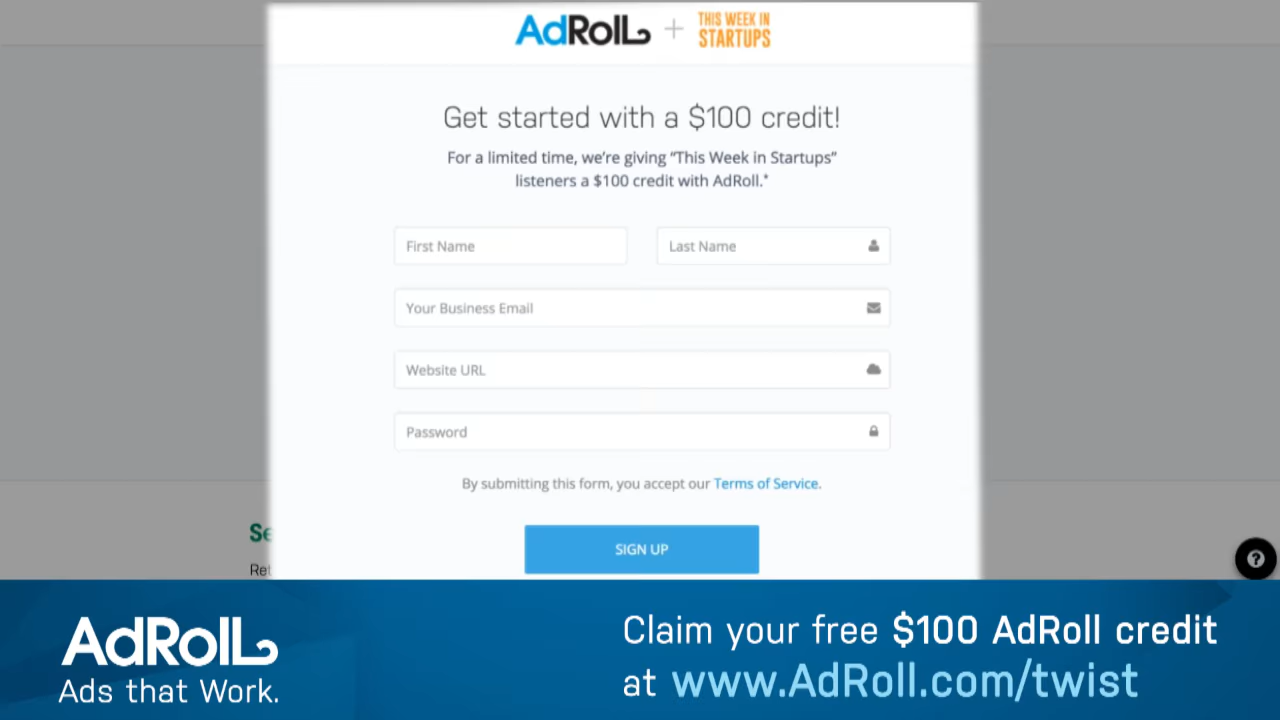 AdRoll + THIS WEEK IN
STARTUPS
Get started with a $100 credit!
For a limited time, we're giving “This Week in Startups”
listeners a $100 credit with AdRoll.*
First Name Last Name
Your Business Email
Website URL
Password
By submitting this form, you accept our Terms of Service.
SIGN UP
Se
Ret
?
AdRoll
Ads that Work.
Claim your free $100 AdRoll credit
at www.AdRoll.com/twist